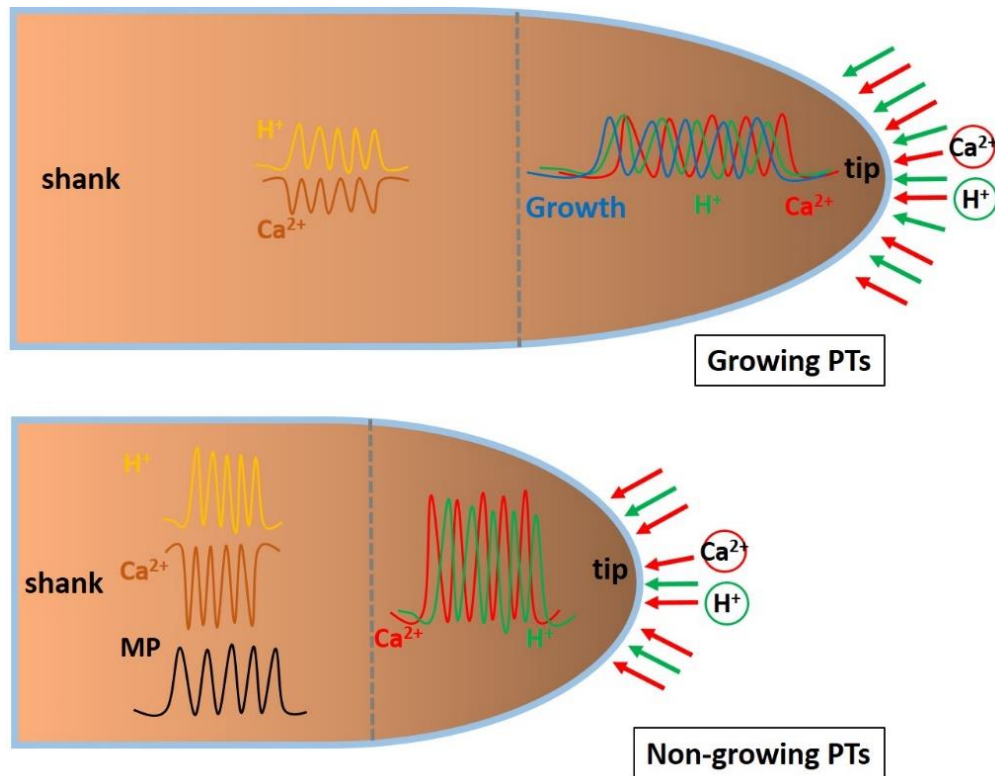 H⁺
shank
Ca²⁺
Growth
H⁺
Ca²⁺
tip
Ca²⁺
H⁺
Growing PTs
H⁺
Ca²⁺
shank
MP
Ca²⁺
H⁺
tip
Ca²⁺
H⁺
Non-growing PTs